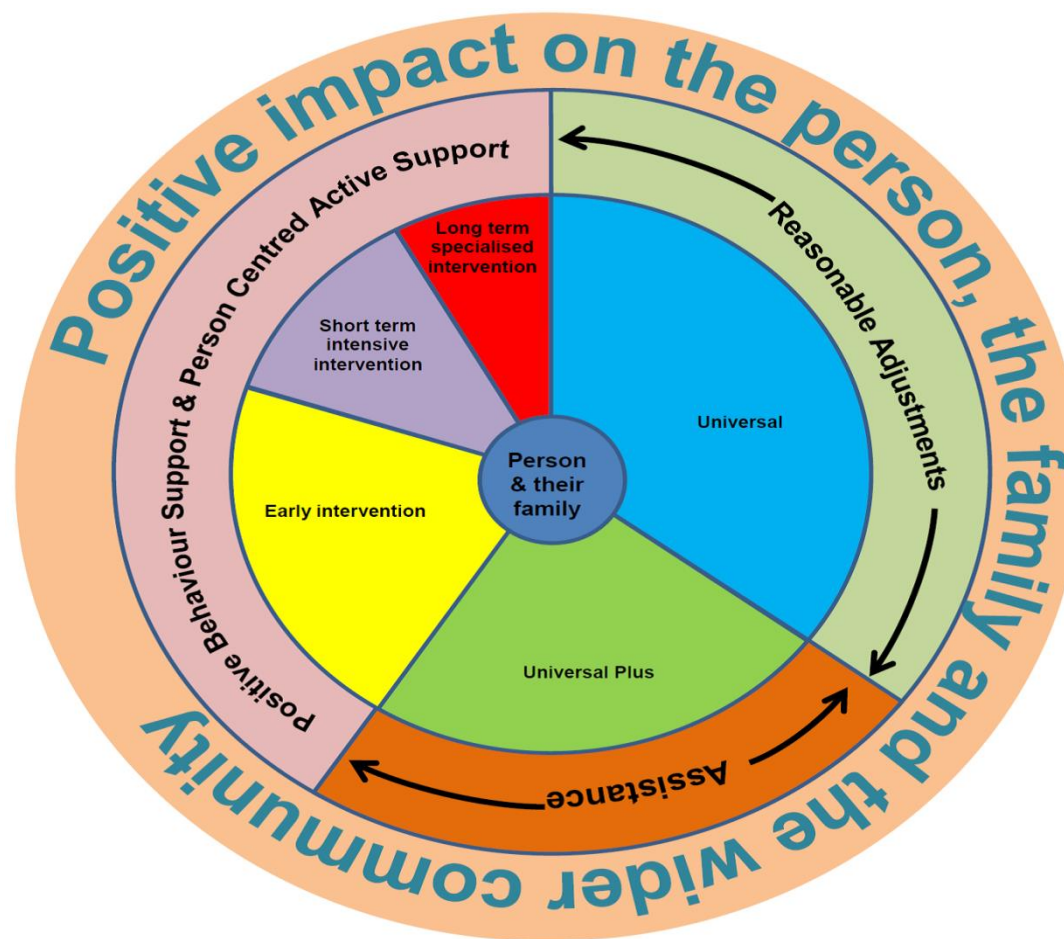 Positive impact on the person, the family and the wider community
Positive Behaviour Support & Person Centred Active Support
Reasonable Adjustments
Assistance
Long term
specialised
intervention
Short term
intensive
intervention
Universal
Person
& their
family
Early intervention
Universal Plus